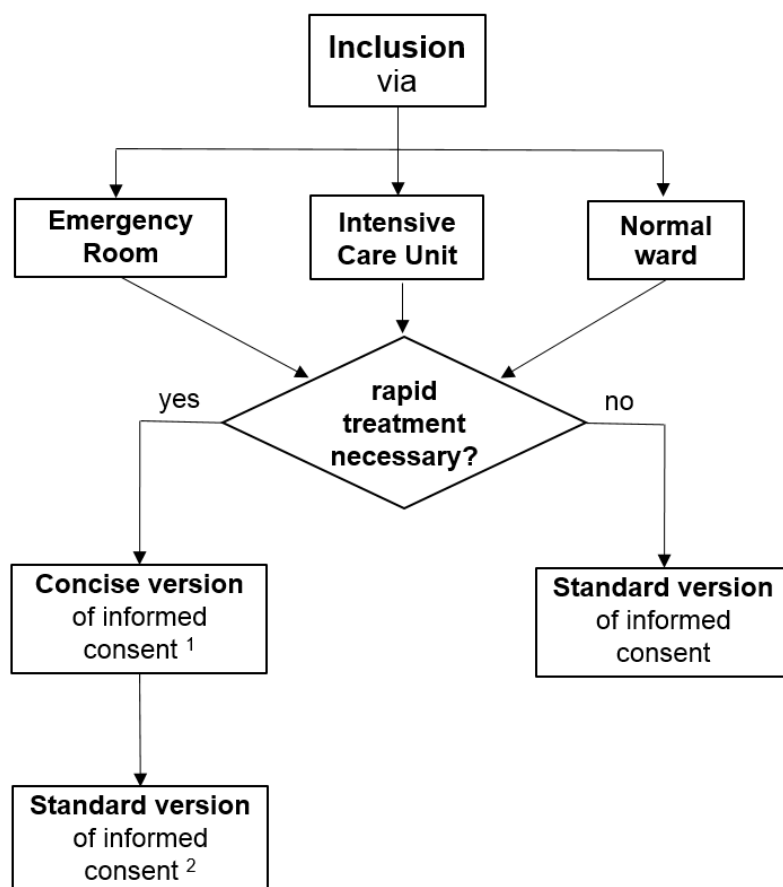 Inclusion
via
Emergency
Room
Intensive
Care Unit
Normal
ward
rapid
treatment
necessary?
yes
no
Concise version
of informed
consent 1
Standard version
of informed
consent
Standard version
of informed
consent 2